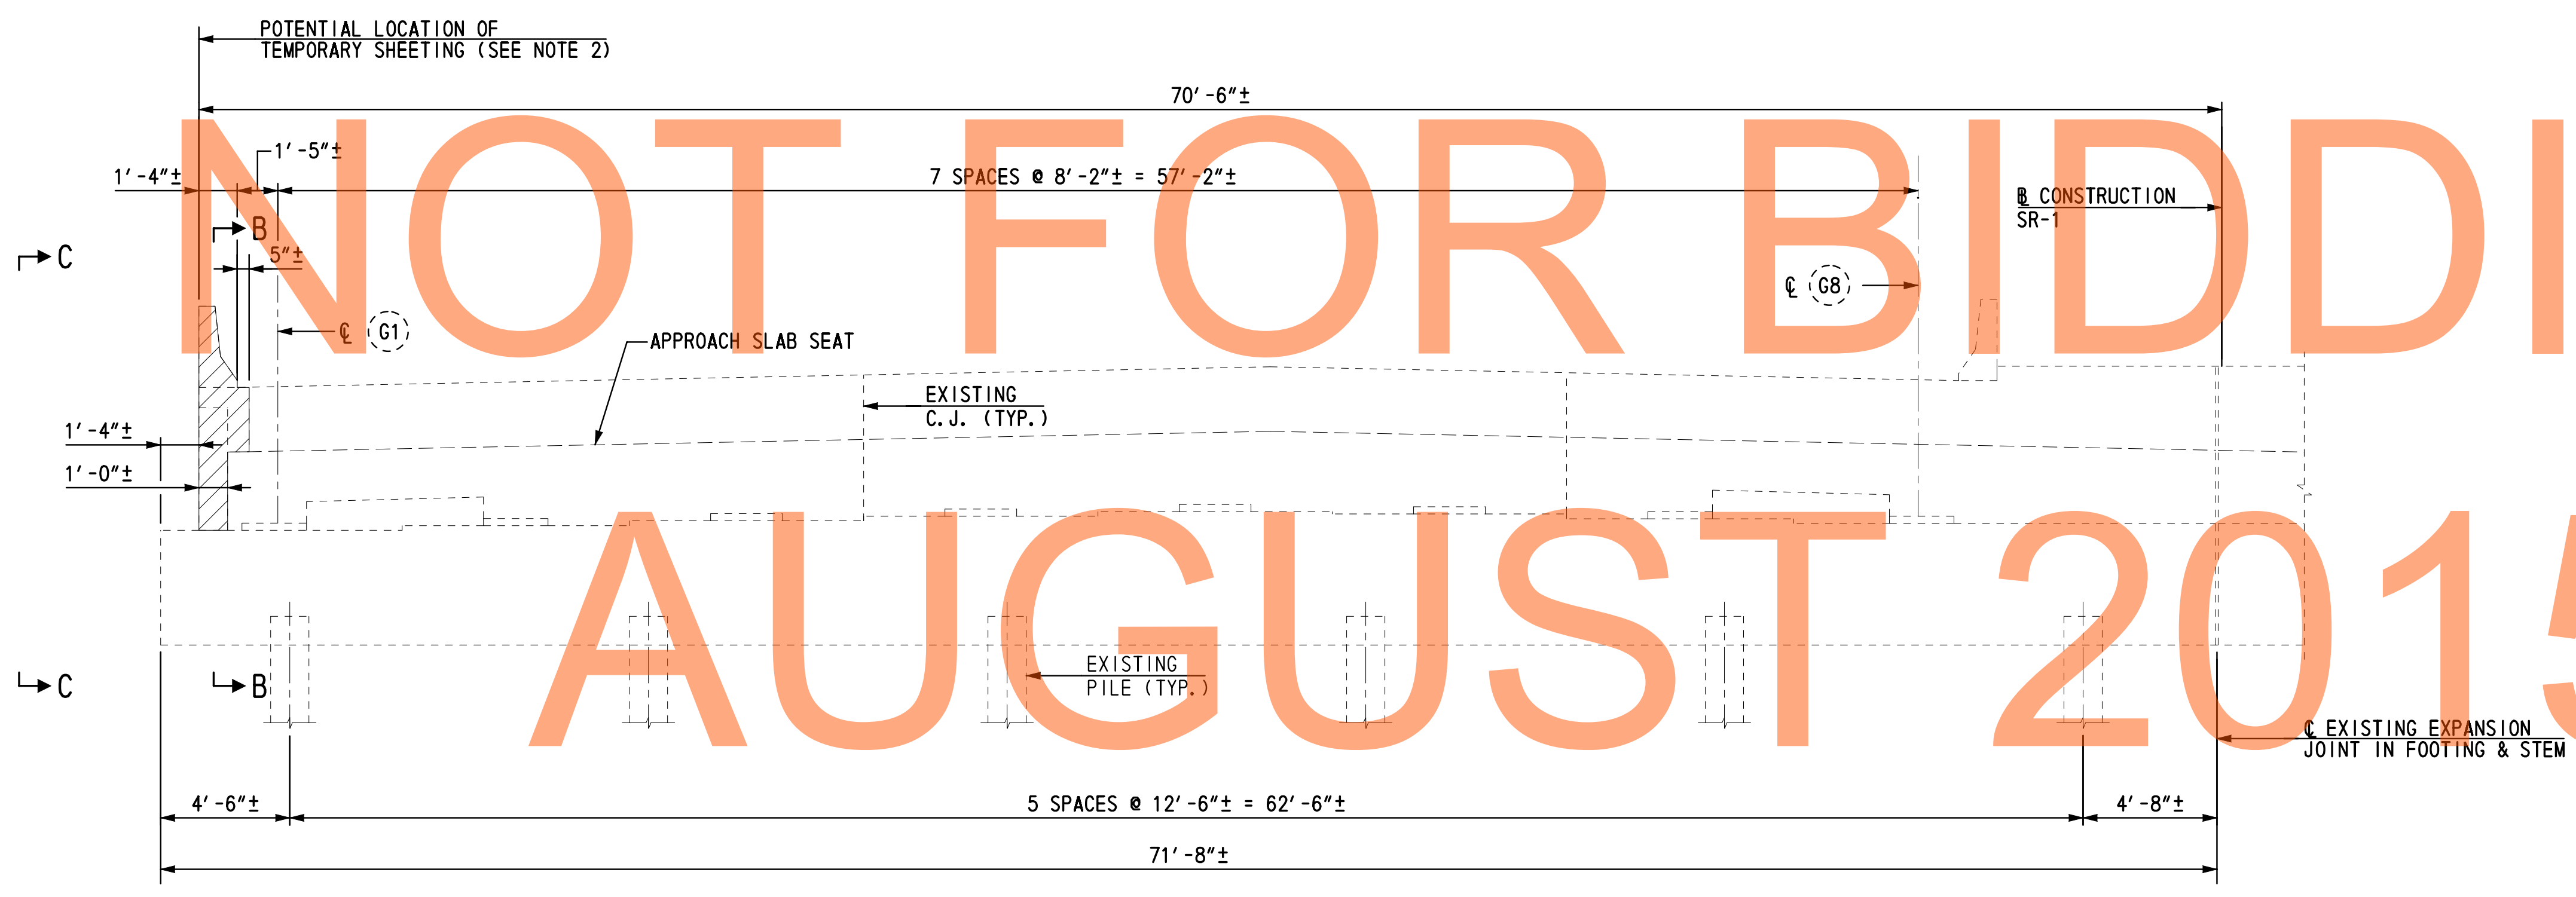 POTENTIAL LOCATION OF
TEMPORARY SHEETING (SEE NOTE 2)
70'-6"±
1'-5"±
1'-4"±
7 SPACES @ 8'-2"± = 57'-2"±
NOT FOR BIDDI
℄ CONSTRUCTION
SR-1
B
C
5"±
℄ G8
℄ G1
APPROACH SLAB SEAT
EXISTING
C.J. (TYP.)
1'-4"±
1'-0"±
AUGUST 2015
EXISTING
PILE (TYP.)
C
B
℄ EXISTING EXPANSION
JOINT IN FOOTING & STEM
4'-6"±
5 SPACES @ 12'-6"± = 62'-6"±
4'-8"±
71'-8"±